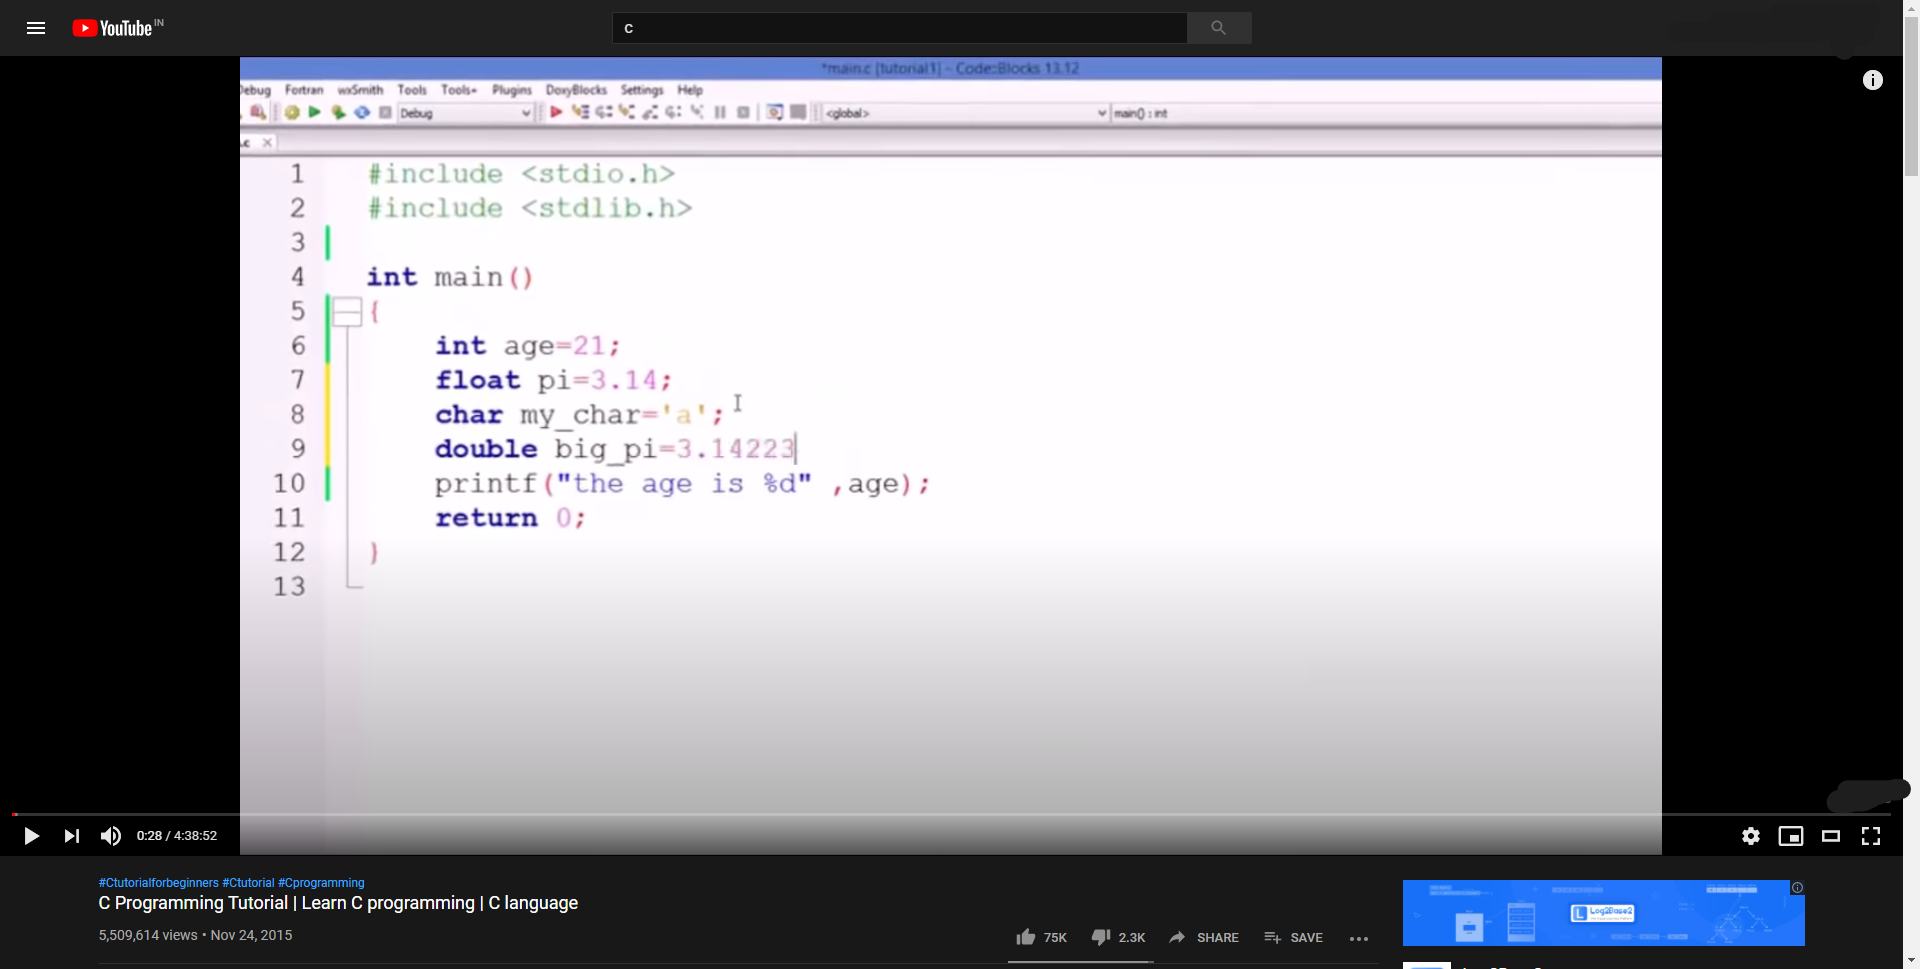 YouTube IN
c
*main.c [tutorial1] - Code::Blocks 13.12
Debug Fortran wxSmith Tools Tools+ Plugins DoxyBlocks Settings Help
Debug <global> main() : int
.c
1 #include <stdio.h>
2 #include <stdlib.h>
3
4 int main()
5 {
6 int age=21;
7 float pi=3.14;
8 char my_char='a';
9 double big_pi=3.14223
10 printf("the age is %d" ,age);
11 return 0;
12 }
13
0:28 / 4:38:52
#Ctutorialforbeginners #Ctutorial #Cprogramming
C Programming Tutorial | Learn C programming | C language
5,509,614 views • Nov 24, 2015
75K 2.3K SHARE SAVE
Log2Base2